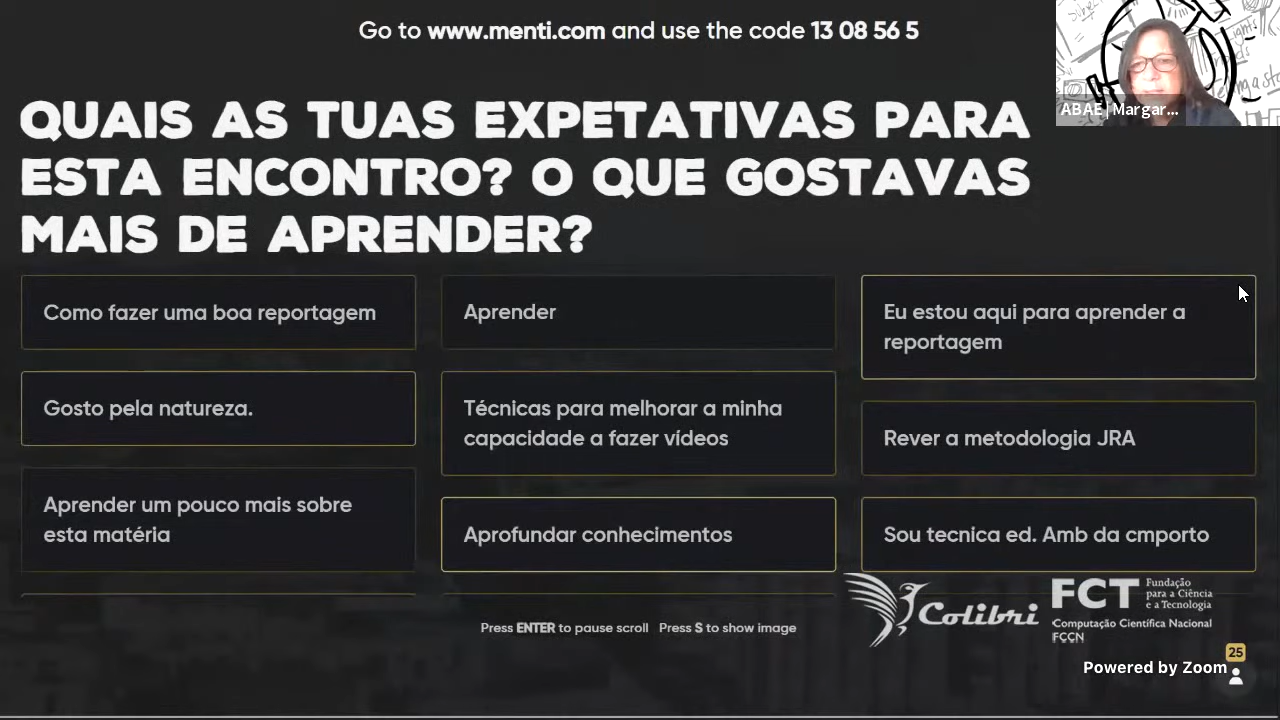 Go to www.menti.com and use the code 13 08 56 5
ABAE | Margar...
QUAIS AS TUAS EXPETATIVAS PARA
ESTA ENCONTRO? O QUE GOSTAVAS
MAIS DE APRENDER?
Como fazer uma boa reportagem
Gosto pela natureza.
Aprender um pouco mais sobre
esta matéria
Aprender
Técnicas para melhorar a minha
capacidade a fazer vídeos
Aprofundar conhecimentos
Eu estou aqui para aprender a
reportagem
Rever a metodologia JRA
Sou tecnica ed. Amb da cmporto
Press ENTER to pause scroll Press S to show image
Colibri
FCT
Fundação
para a Ciência
e a Tecnologia
Computação Científica Nacional
FCCN
Powered by Zoom
25